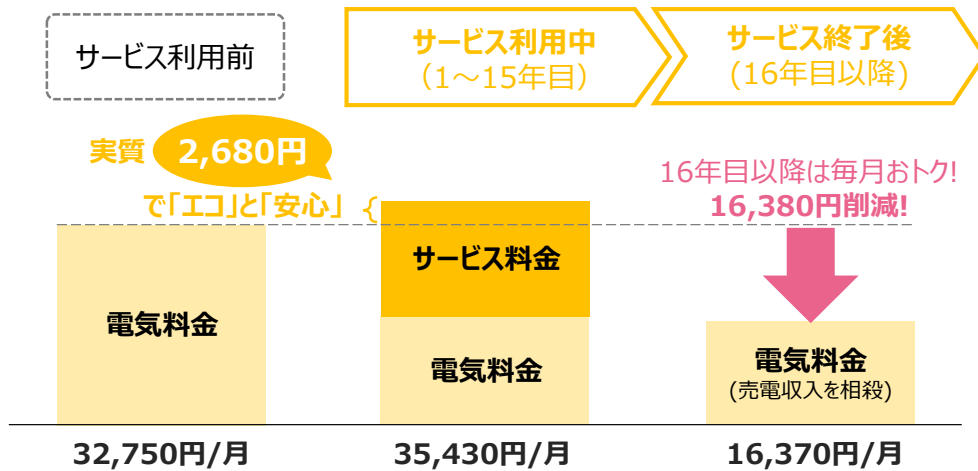 サービス利用前
サービス利用中
（1～15年目）
サービス終了後
(16年目以降)
実質 2,680円
で「エコ」と「安心」
16年目以降は毎月おトク!
16,380円削減!
電気料金
サービス料金
電気料金
電気料金
(売電収入を相殺)
32,750円/月
35,430円/月
16,370円/月